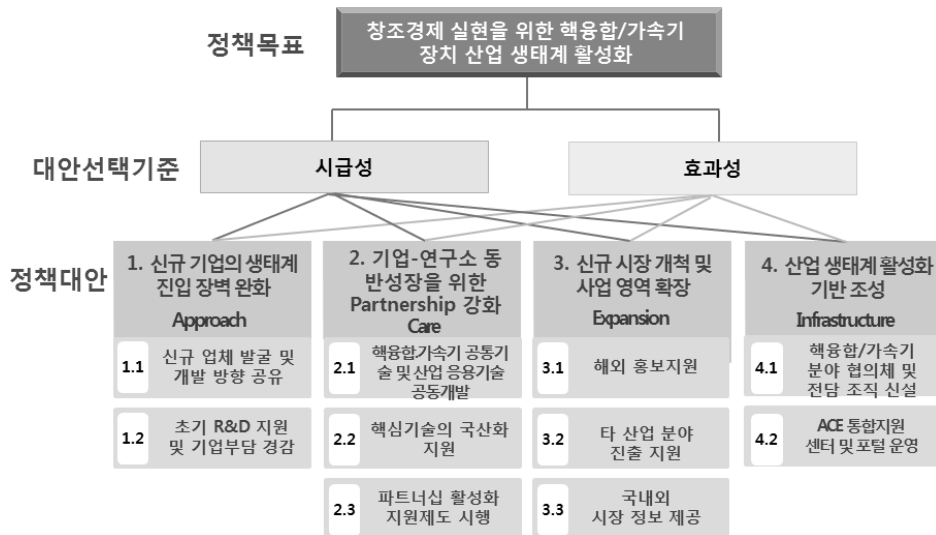 정책목표
창조경제 실현을 위한 핵융합/가속기
장치 산업 생태계 활성화
대안선택기준
시급성
효과성
정책대안
1. 신규 기업의 생태계
진입 장벽 완화
Approach
1.1
신규 업체 발굴 및
개발 방향 공유
1.2
초기 R&D 지원
및 기업부담 경감
2. 기업-연구소 동
반성장을 위한
Partnership 강화
Care
2.1
핵융합가속기 공통기
술 및 산업 응용기술
공동개발
2.2
핵심기술의 국산화
지원
2.3
파트너십 활성화
지원제도 시행
3. 신규 시장 개척 및
사업 영역 확장
Expansion
3.1
해외 홍보지원
3.2
타 산업 분야
진출 지원
3.3
국내외
시장 정보 제공
4. 산업 생태계 활성화
기반 조성
Infrastructure
4.1
핵융합/가속기
분야 협의체 및
전담 조직 신설
4.2
ACE 통합지원
센터 및 포털 운영